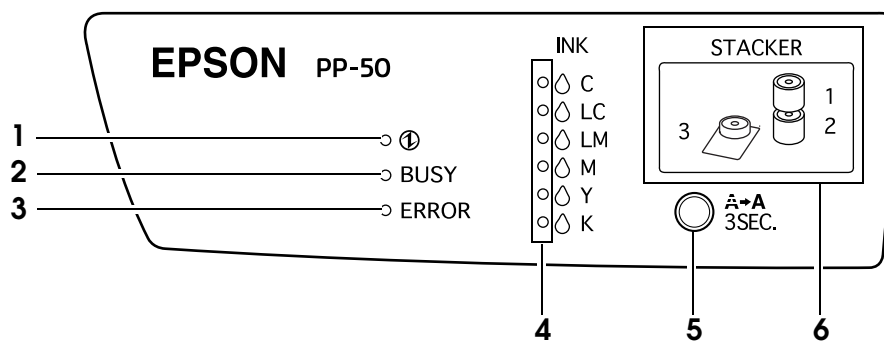 EPSON PP-50
INK
STACKER
C
LC
LM
M
Y
K
1
2
3
1
2
3
BUSY
ERROR
A→A
3SEC.
4
5
6